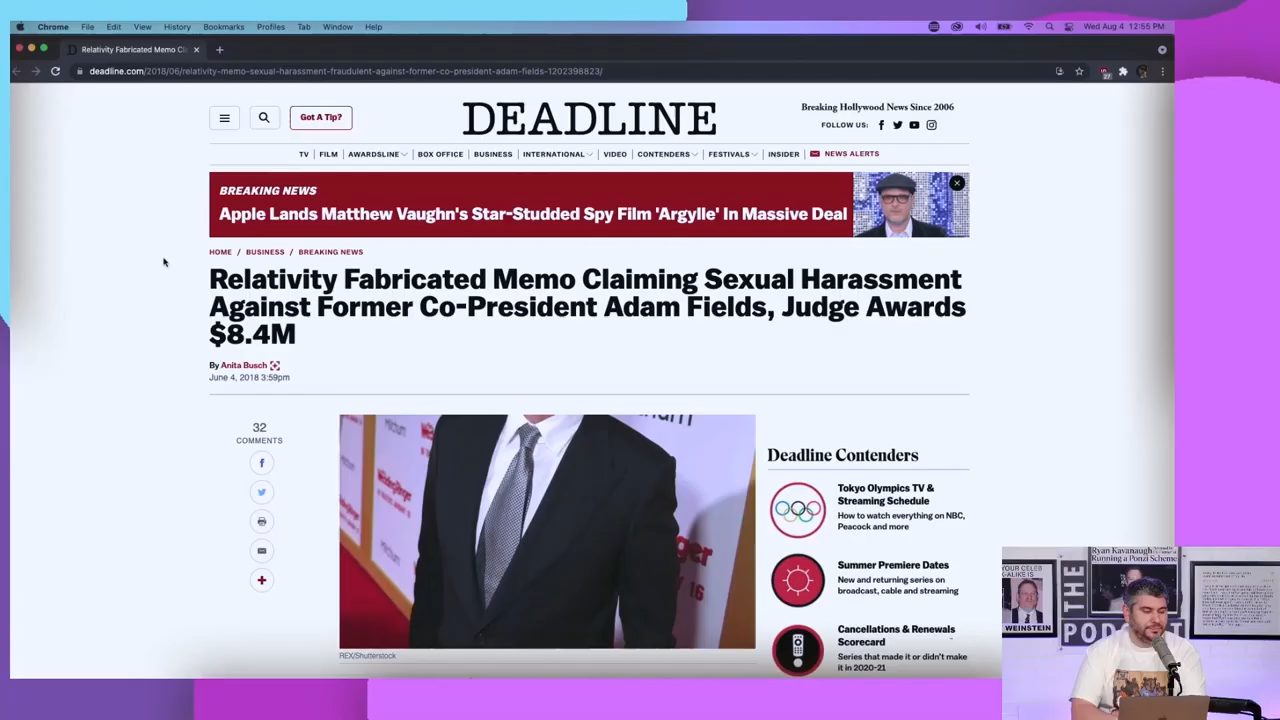 Chrome File Edit View History Bookmarks Profiles Tab Window Help Wed Aug 4 12:55 PM
Relativity Fabricated Memo Cl
deadline.com/2018/06/relativity-memo-sexual-harassment-fraudulent-against-former-co-president-adam-fields-1202398823/
27
Got A Tip?
DEADLINE
Breaking Hollywood News Since 2006
FOLLOW US:
TV FILM AWARDSLINE BOX OFFICE BUSINESS INTERNATIONAL VIDEO CONTENDERS FESTIVALS INSIDER NEWS ALERTS
BREAKING NEWS
Apple Lands Matthew Vaughn's Star-Studded Spy Film 'Argylle' In Massive Deal
HOME / BUSINESS / BREAKING NEWS
Relativity Fabricated Memo Claiming Sexual Harassment
Against Former Co-President Adam Fields, Judge Awards
$8.4M
By Anita Busch
June 4, 2018 3:59pm
32
COMMENTS
REX/Shutterstock
Deadline Contenders
Tokyo Olympics TV &
Streaming Schedule
How to watch everything on NBC,
Peacock and more
Summer Premiere Dates
New and returning series on
broadcast, cable and streaming
Cancellations & Renewals
Scorecard
Series that made it or didn't make
it in 2020-21
Ryan Kavanaugh
Running a Ponzi Scheme
YOUR CELEB
WEINSTEIN
THE
PODCAST